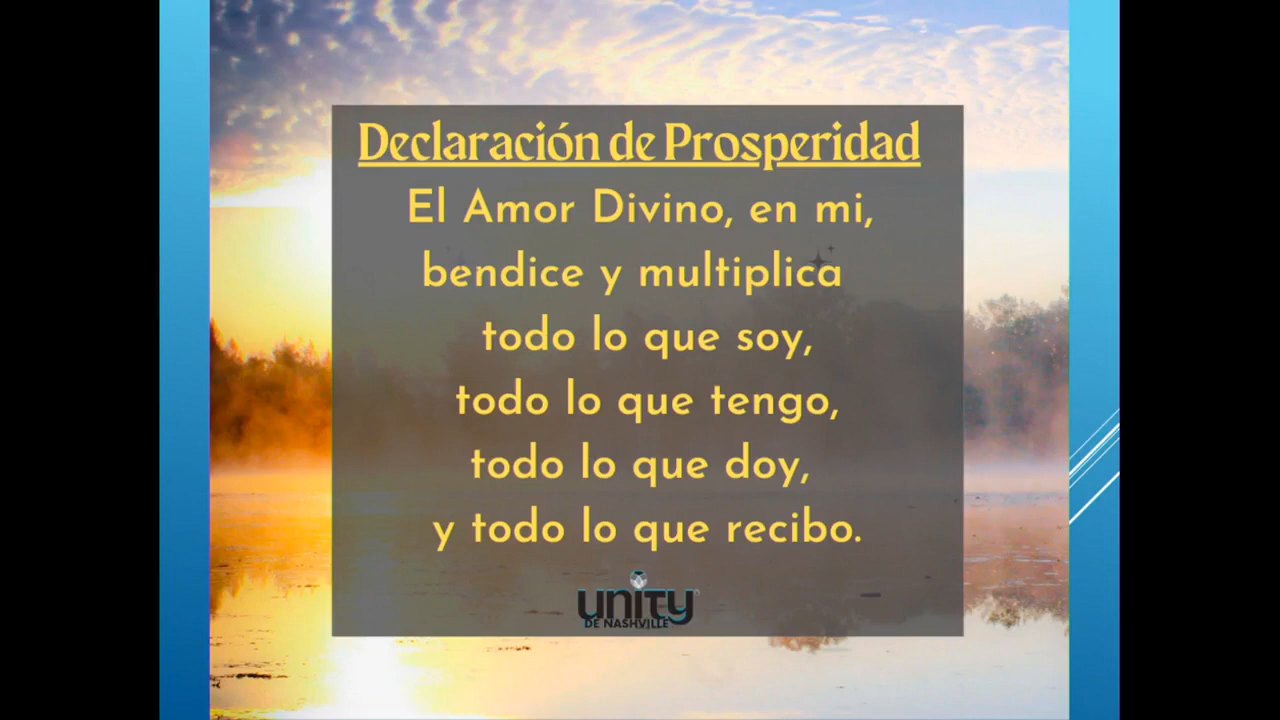 Declaración de Prosperidad
El Amor Divino, en mi,
bendice y multiplica
todo lo que soy,
todo lo que tengo,
todo lo que doy,
y todo lo que recibo.
unity
DE NASHVILLE